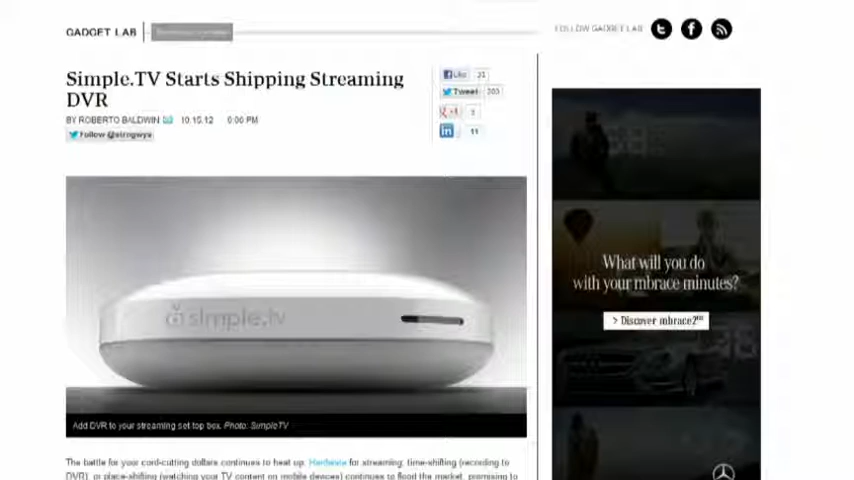 GADGET LAB
FOLLOW GADGET LAB
Simple.TV Starts Shipping Streaming
DVR
BY ROBERTO BALDWIN 10.15.12 6:00 PM
Follow @strngwys
Like 31
Tweet 203
+1
in 11
simple.tv
What will you do
with your mbrace minutes?
> Discover mbrace2™
Add DVR to your streaming set top box. Photo: SimpleTV
The battle for your cord-cutting dollars continues to heat up. Hardware for streaming, time-shifting (recording to
DVR), or place-shifting (watching your TV content on mobile devices) continues to flood the market, promising to